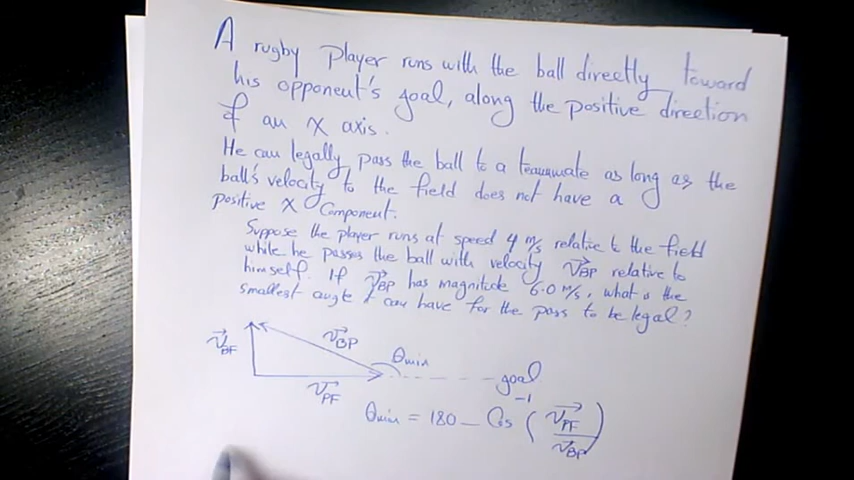 A rugby player runs with the ball directly toward
his opponent's goal, along the positive direction
of an X axis.
He can legally pass the ball to a teammate as long as the
ball's velocity to the field does not have a
positive X Component.
Suppose the player runs at speed 4 m/s relative to the field
while he passes the ball with velocity V⃗BP relative to
himself. If V⃗BP has magnitude 6.0 m/s, what is the
smallest angle it can have for the pass to be legal?
V⃗BF V⃗BP θmin
V⃗PF goal
θmin = 180 - Cos⁻¹ (V⃗PF / V⃗BP)